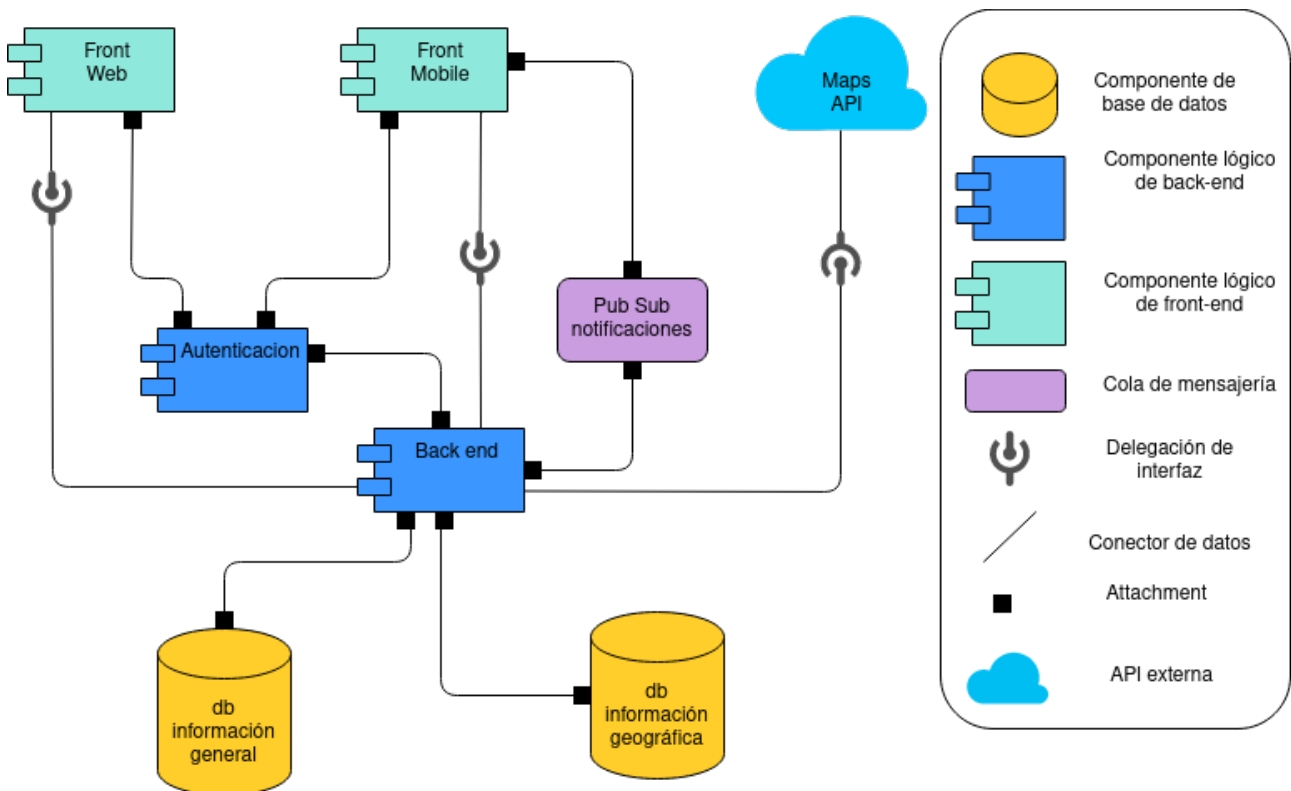 Front
Web
Front
Mobile
Maps
API
Autenticacion
Pub Sub
notificaciones
Back end
db
información
general
db
información
geográfica
Componente de
base de datos
Componente lógico
de back-end
Componente lógico
de front-end
Cola de mensajería
Delegación de
interfaz
Conector de datos
Attachment
API externa